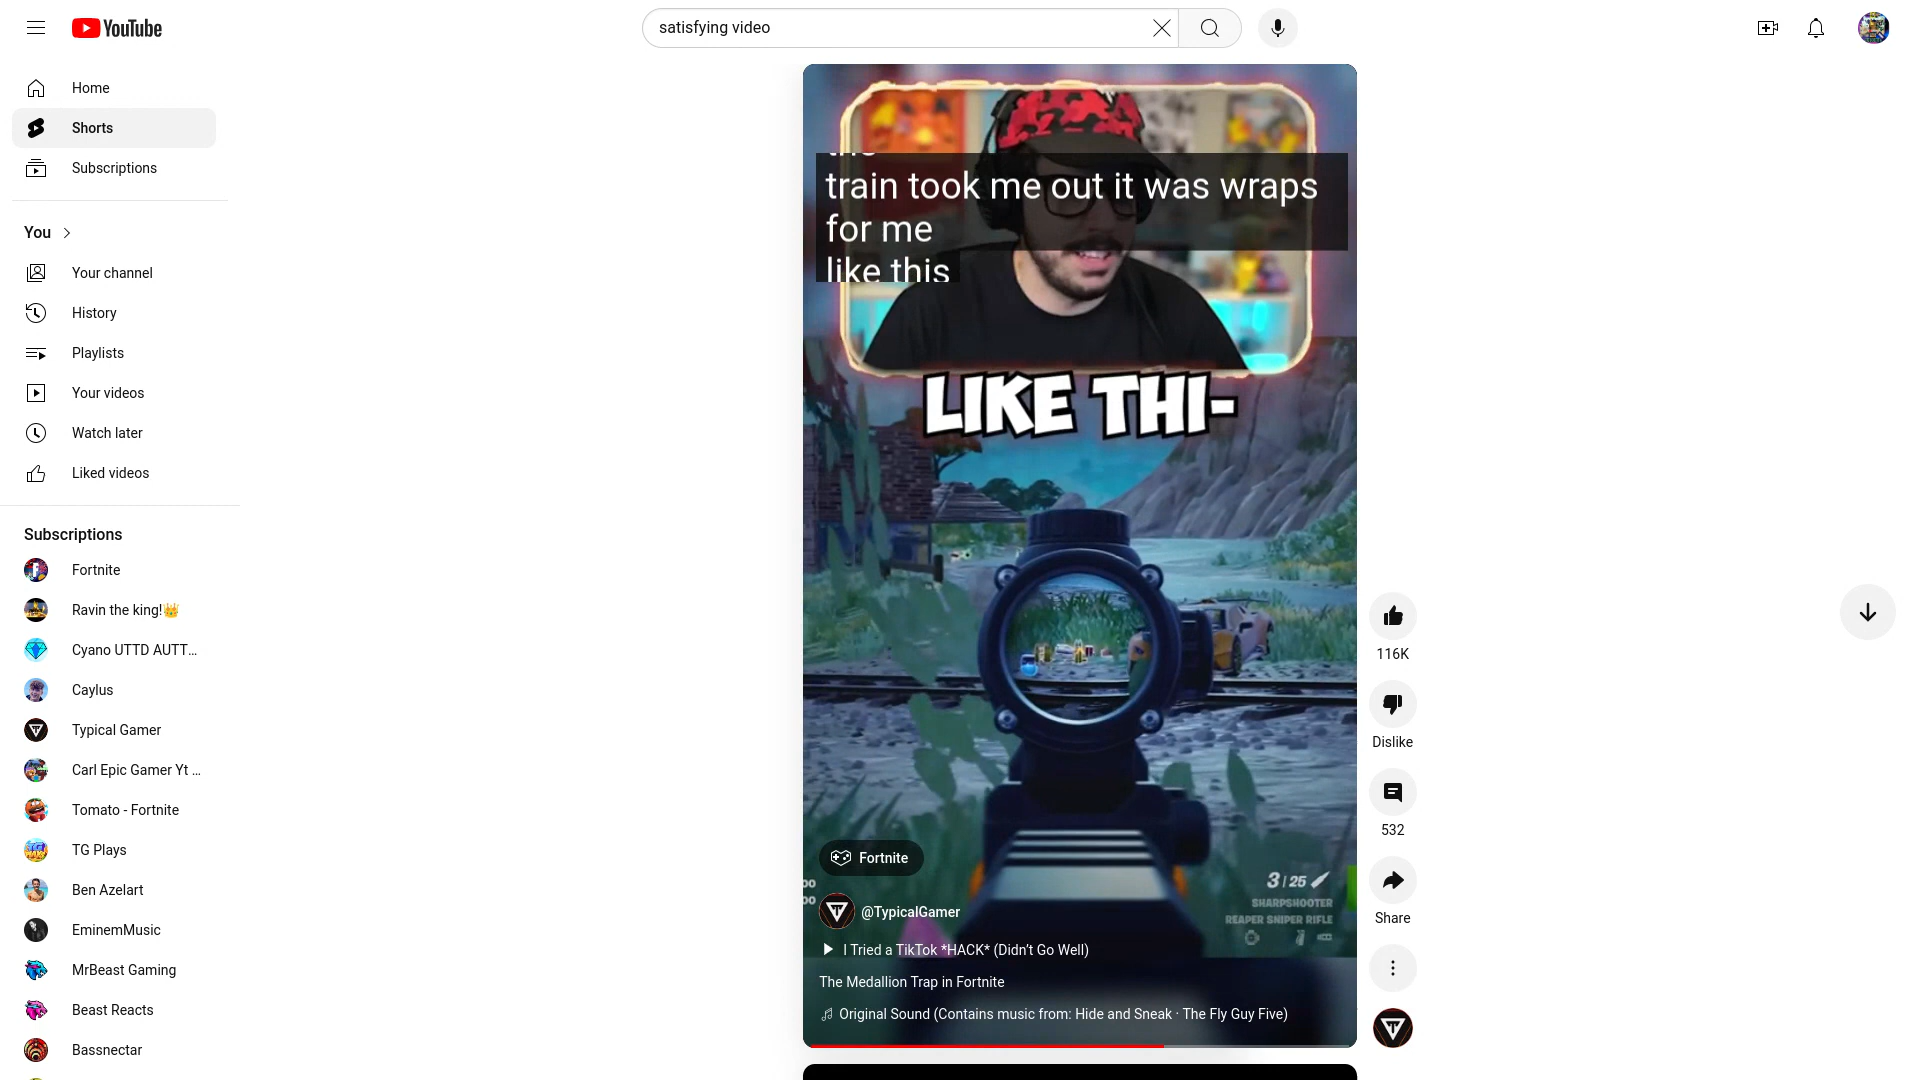 YouTube
satisfying video
Home
Shorts
Subscriptions
You
Your channel
History
Playlists
Your videos
Watch later
Liked videos
Subscriptions
Fortnite
Ravin the king!👑
Cyano UTTD AUTT...
Caylus
Typical Gamer
Carl Epic Gamer Yt ...
Tomato - Fortnite
TG Plays
Ben Azelart
EminemMusic
MrBeast Gaming
Beast Reacts
Bassnectar
train took me out it was wraps
for me
like this
LIKE THI-
Fortnite
3 | 25
SHARPSHOOTER
REAPER SNIPER RIFLE
@TypicalGamer
I Tried a TikTok *HACK* (Didn't Go Well)
The Medallion Trap in Fortnite
Original Sound (Contains music from: Hide and Sneak · The Fly Guy Five)
116K
Dislike
532
Share